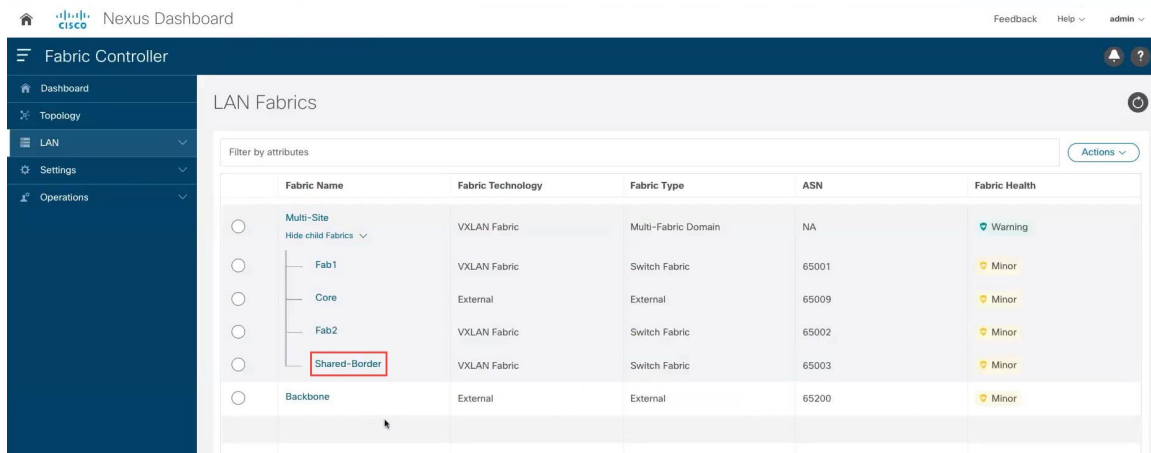 CISCO Nexus Dashboard Feedback Help admin
Fabric Controller ?
Dashboard
Topology
LAN
Settings
Operations
LAN Fabrics
Filter by attributes Actions
Fabric Name Fabric Technology Fabric Type ASN Fabric Health
Multi-Site VXLAN Fabric Multi-Fabric Domain NA Warning
Hide child Fabrics
Fab1 VXLAN Fabric Switch Fabric 65001 Minor
Core External External 65009 Minor
Fab2 VXLAN Fabric Switch Fabric 65002 Minor
Shared-Border VXLAN Fabric Switch Fabric 65003 Minor
Backbone External External 65200 Minor